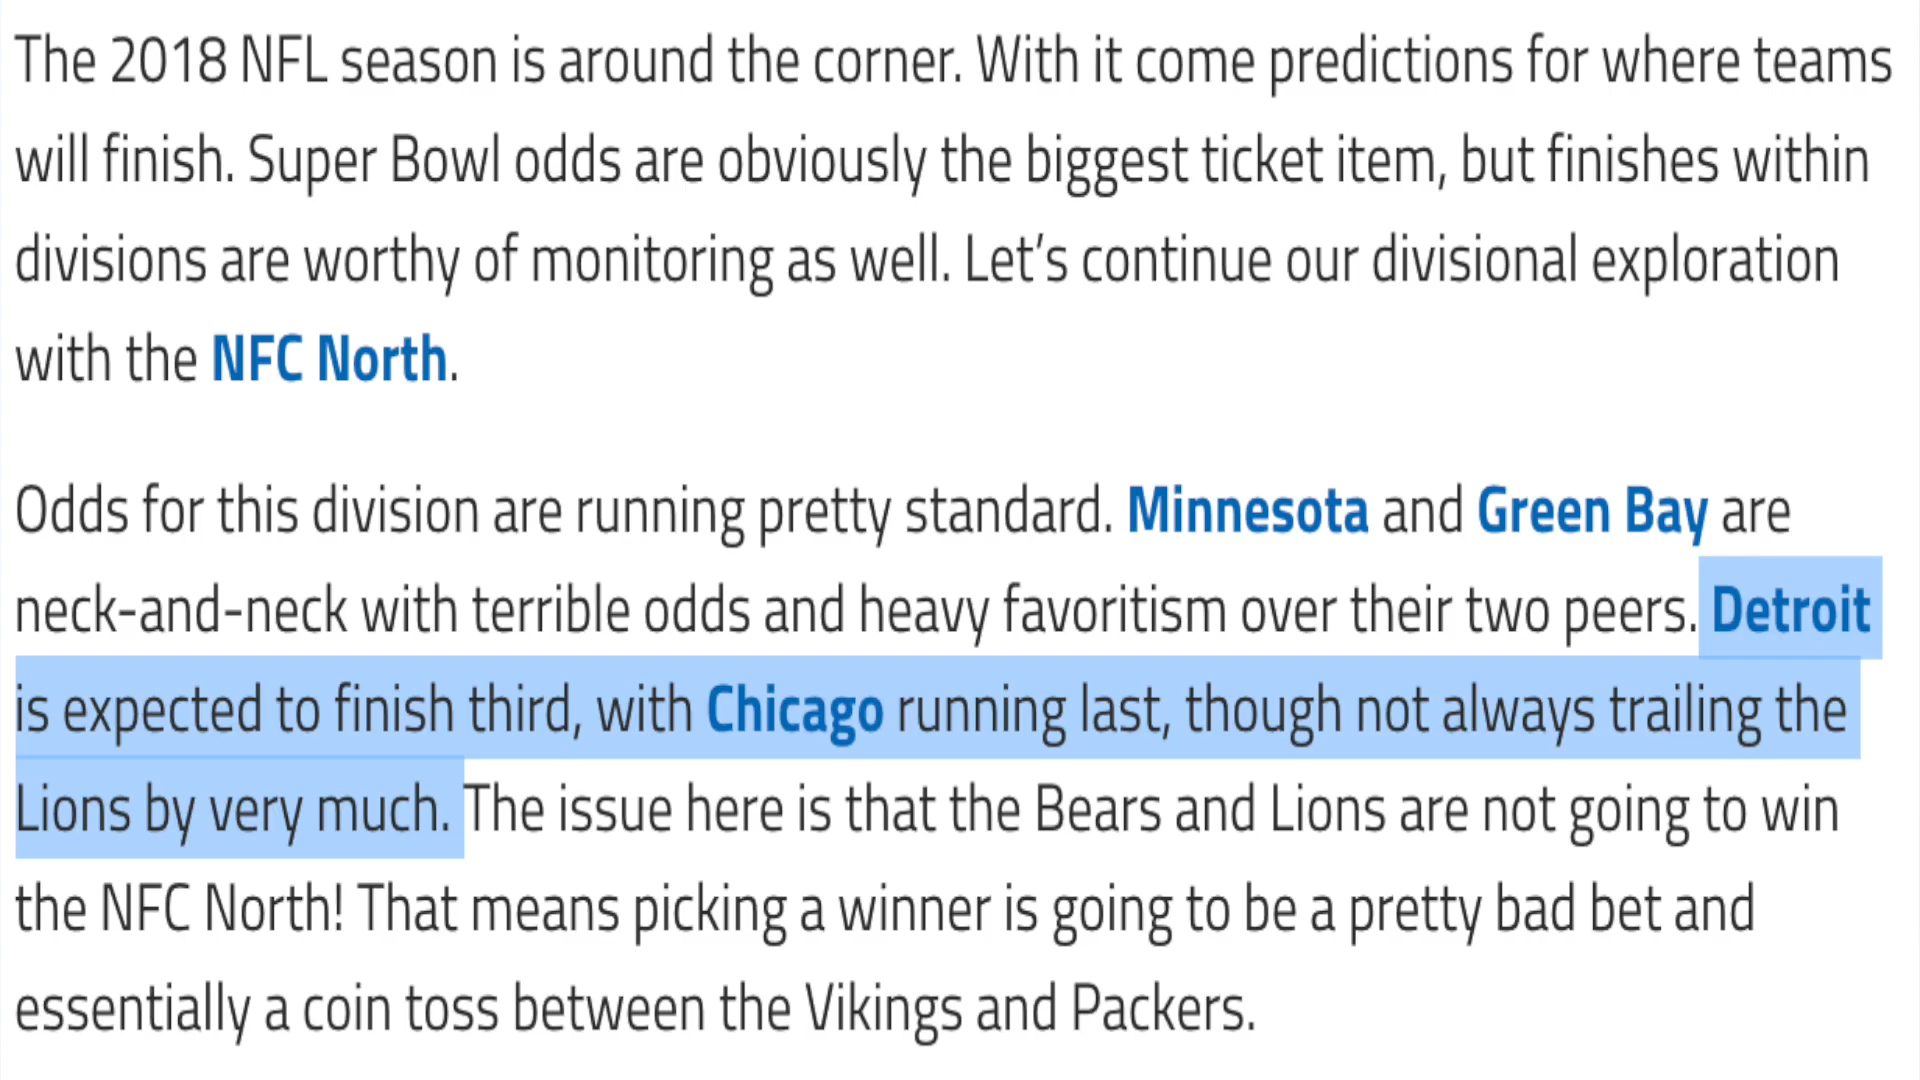 The 2018 NFL season is around the corner. With it come predictions for where teams
will finish. Super Bowl odds are obviously the biggest ticket item, but finishes within
divisions are worthy of monitoring as well. Let’s continue our divisional exploration
with the NFC North.
Odds for this division are running pretty standard. Minnesota and Green Bay are
neck-and-neck with terrible odds and heavy favoritism over their two peers. Detroit
is expected to finish third, with Chicago running last, though not always trailing the
Lions by very much. The issue here is that the Bears and Lions are not going to win
the NFC North! That means picking a winner is going to be a pretty bad bet and
essentially a coin toss between the Vikings and Packers.